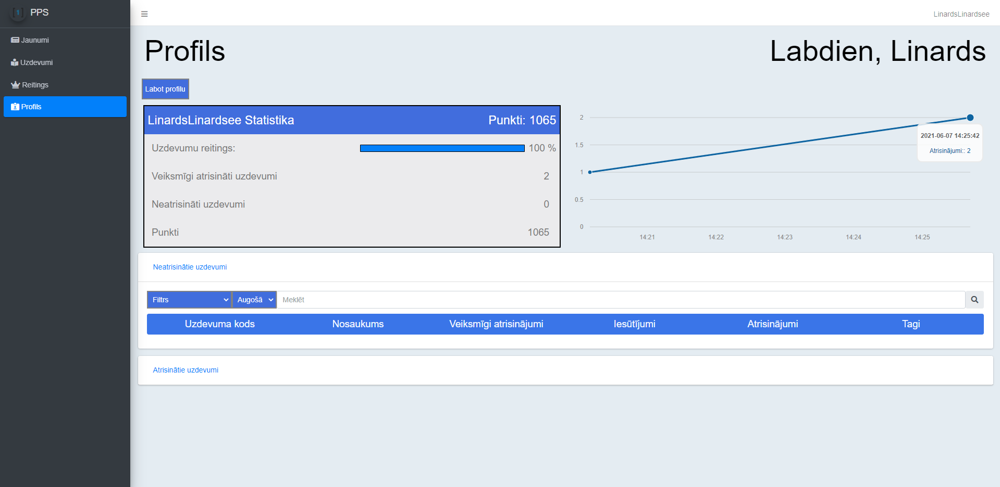 [1] PPS
LinardsLinardsee
Jaunumi
Uzdevumi
Reitings
Profils
Profils
Labdien, Linards
Labot profilu
LinardsLinardsee Statistika Punkti: 1065
Uzdevumu reitings: 100 %
Veiksmīgi atrisināti uzdevumi 2
Neatrisināti uzdevumi 0
Punkti 1065
2
1.5
1
0.5
0
2021-06-07 14:25:42
Atrisinājumi:: 2
14:21 14:22 14:23 14:24 14:25
Neatrisinātie uzdevumi
Filtrs Augošā Meklēt
Uzdevuma kods Nosaukums Veiksmīgi atrisinājumi Iesūtījumi Atrisinājumi Tagi
Atrisinātie uzdevumi